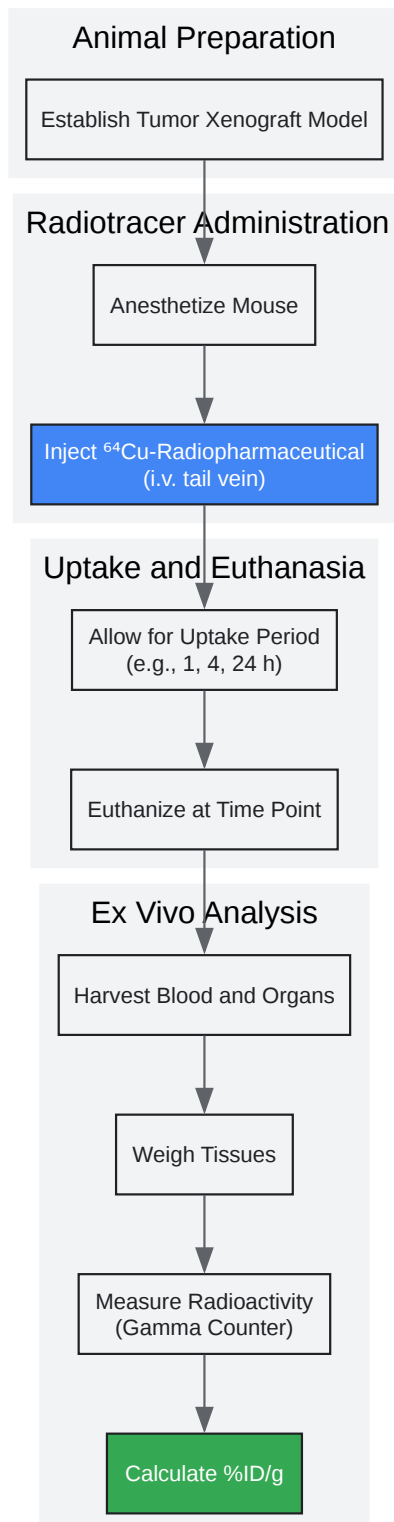 Animal Preparation
Establish Tumor Xenograft Model
Radiotracer Administration
Anesthetize Mouse
Inject ⁶⁴Cu-Radiopharmaceutical
(i.v. tail vein)
Uptake and Euthanasia
Allow for Uptake Period
(e.g., 1, 4, 24 h)
Euthanize at Time Point
Ex Vivo Analysis
Harvest Blood and Organs
Weigh Tissues
Measure Radioactivity
(Gamma Counter)
Calculate %ID/g